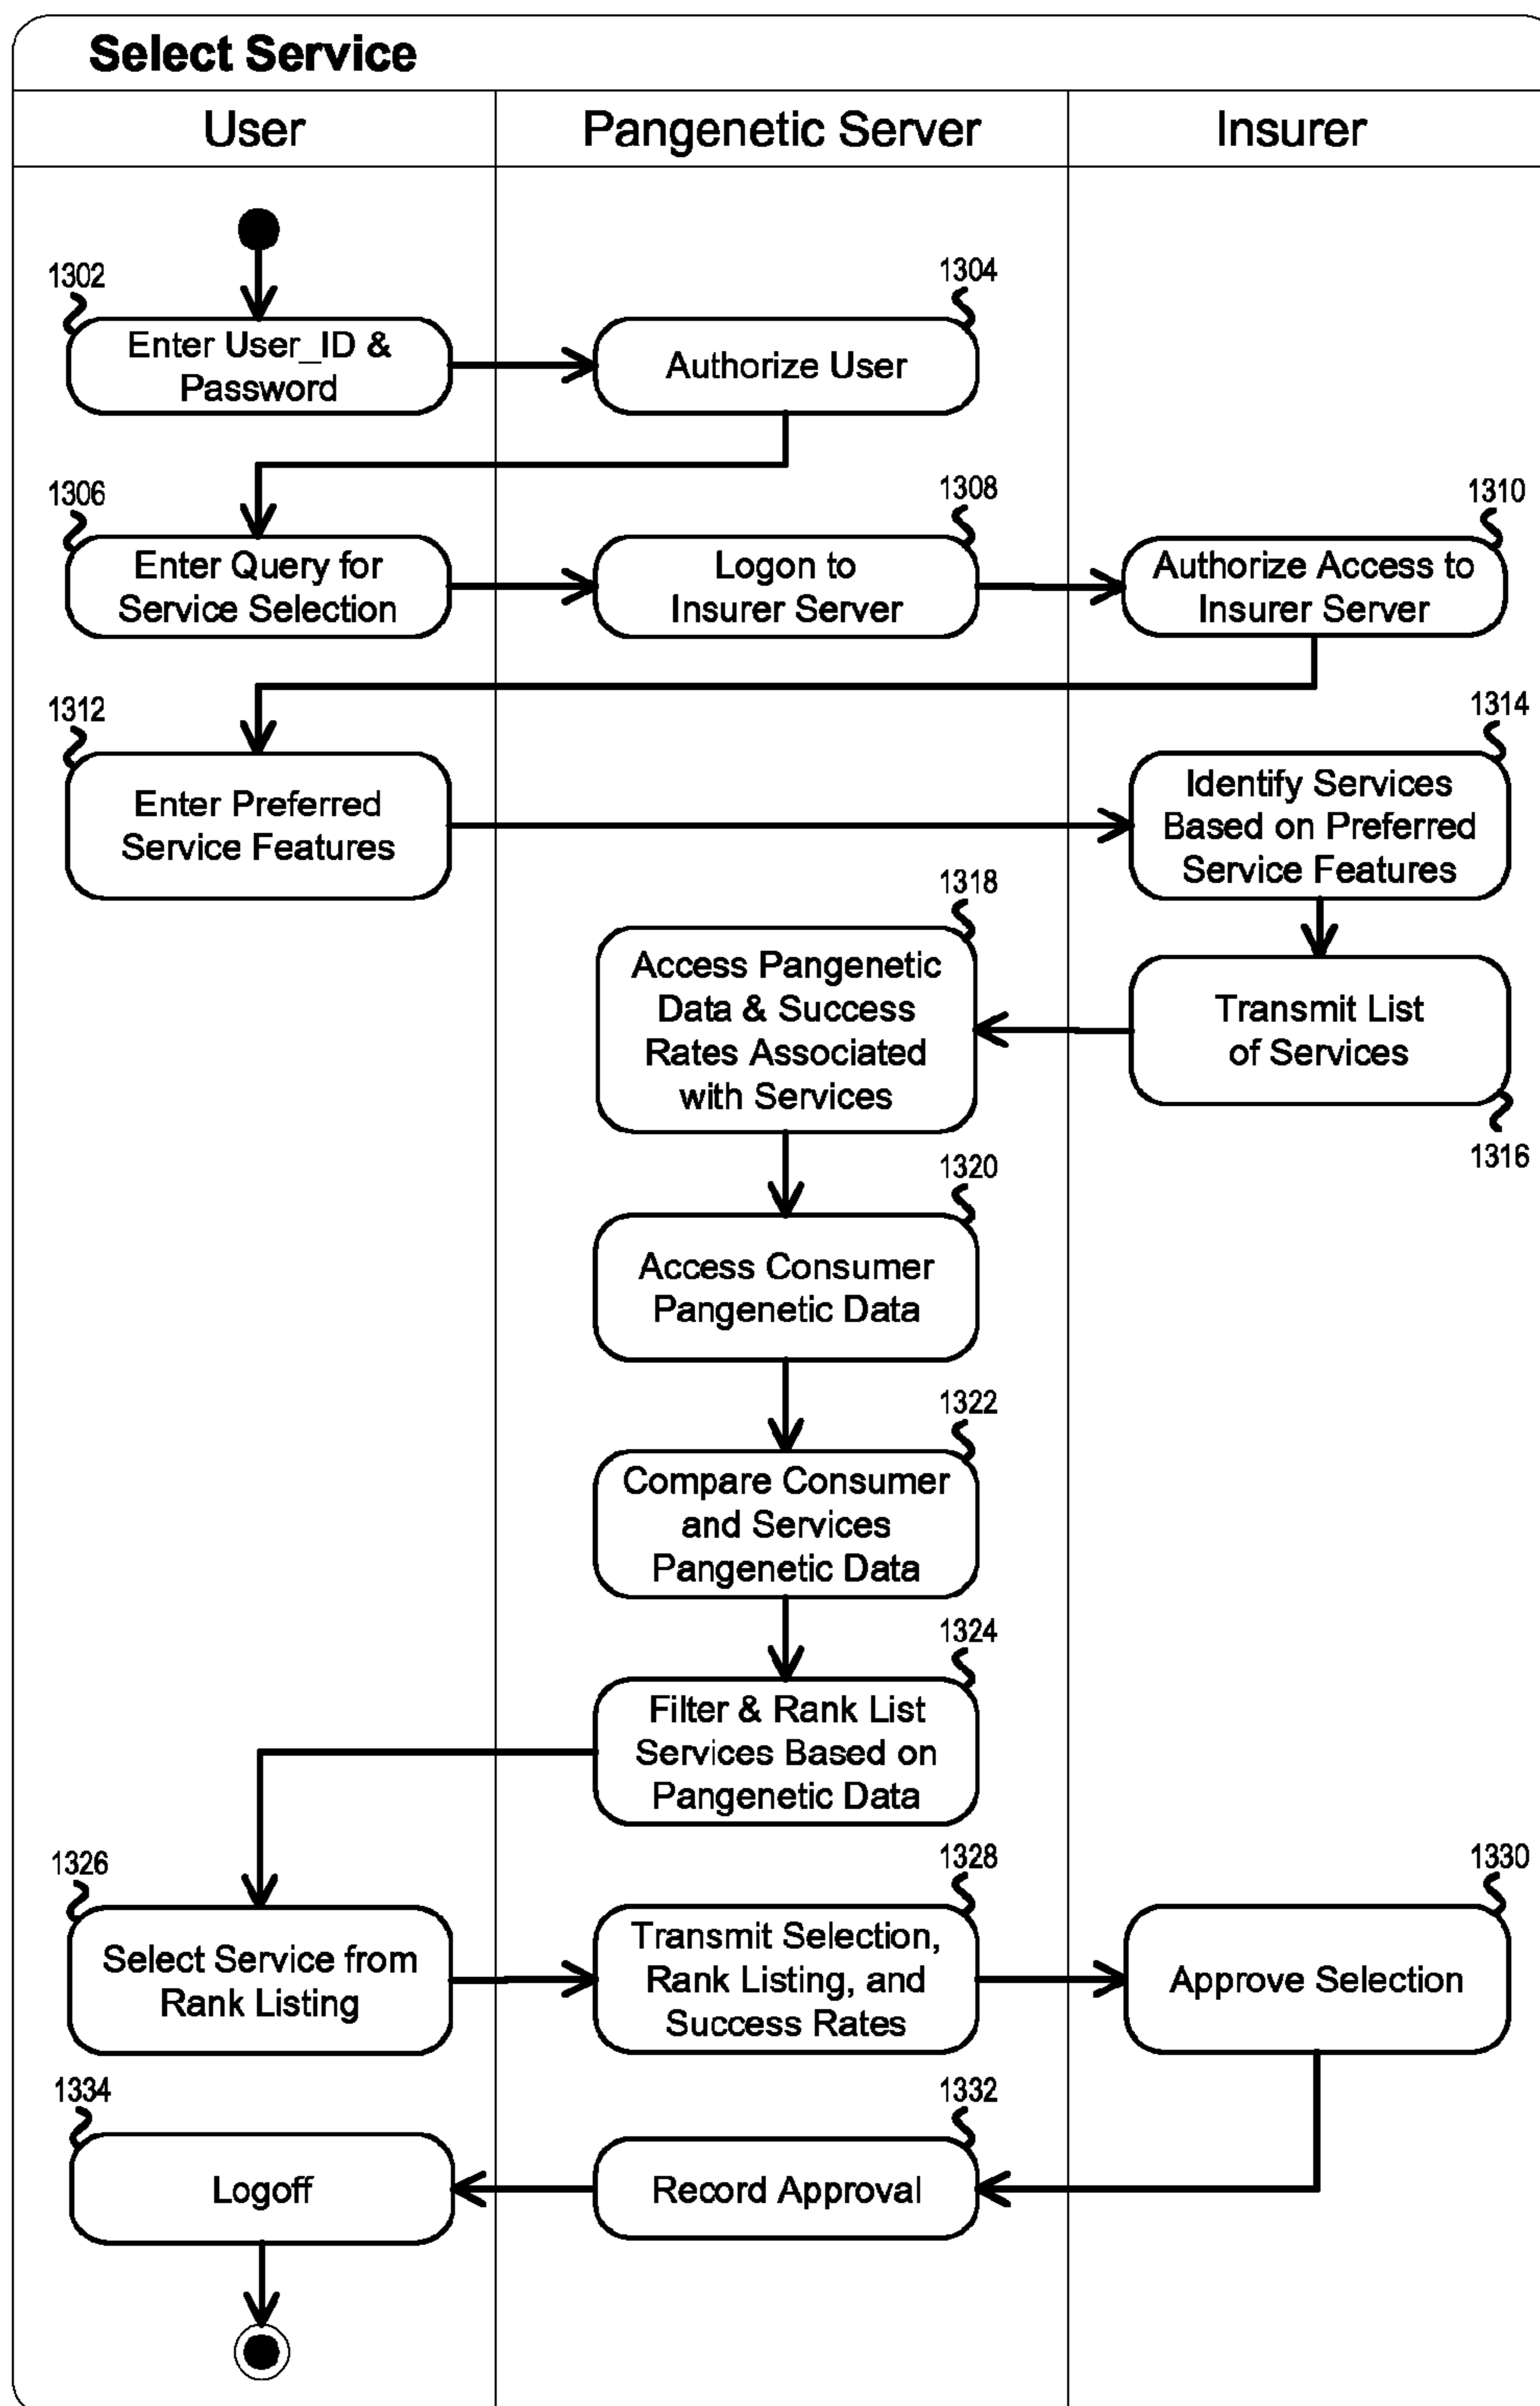 Select Service
User
Pangenetic Server
Insurer
1302
Enter User_ID &
Password
1304
Authorize User
1306
Enter Query for
Service Selection
1308
Logon to
Insurer Server
1310
Authorize Access to
Insurer Server
1312
Enter Preferred
Service Features
1314
Identify Services
Based on Preferred
Service Features
1318
Access Pangenetic
Data & Success
Rates Associated
with Services
Transmit List
of Services
1316
1320
Access Consumer
Pangenetic Data
1322
Compare Consumer
and Services
Pangenetic Data
1324
Filter & Rank List
Services Based on
Pangenetic Data
1326
Select Service from
Rank Listing
1328
Transmit Selection,
Rank Listing, and
Success Rates
1330
Approve Selection
1334
Logoff
1332
Record Approval